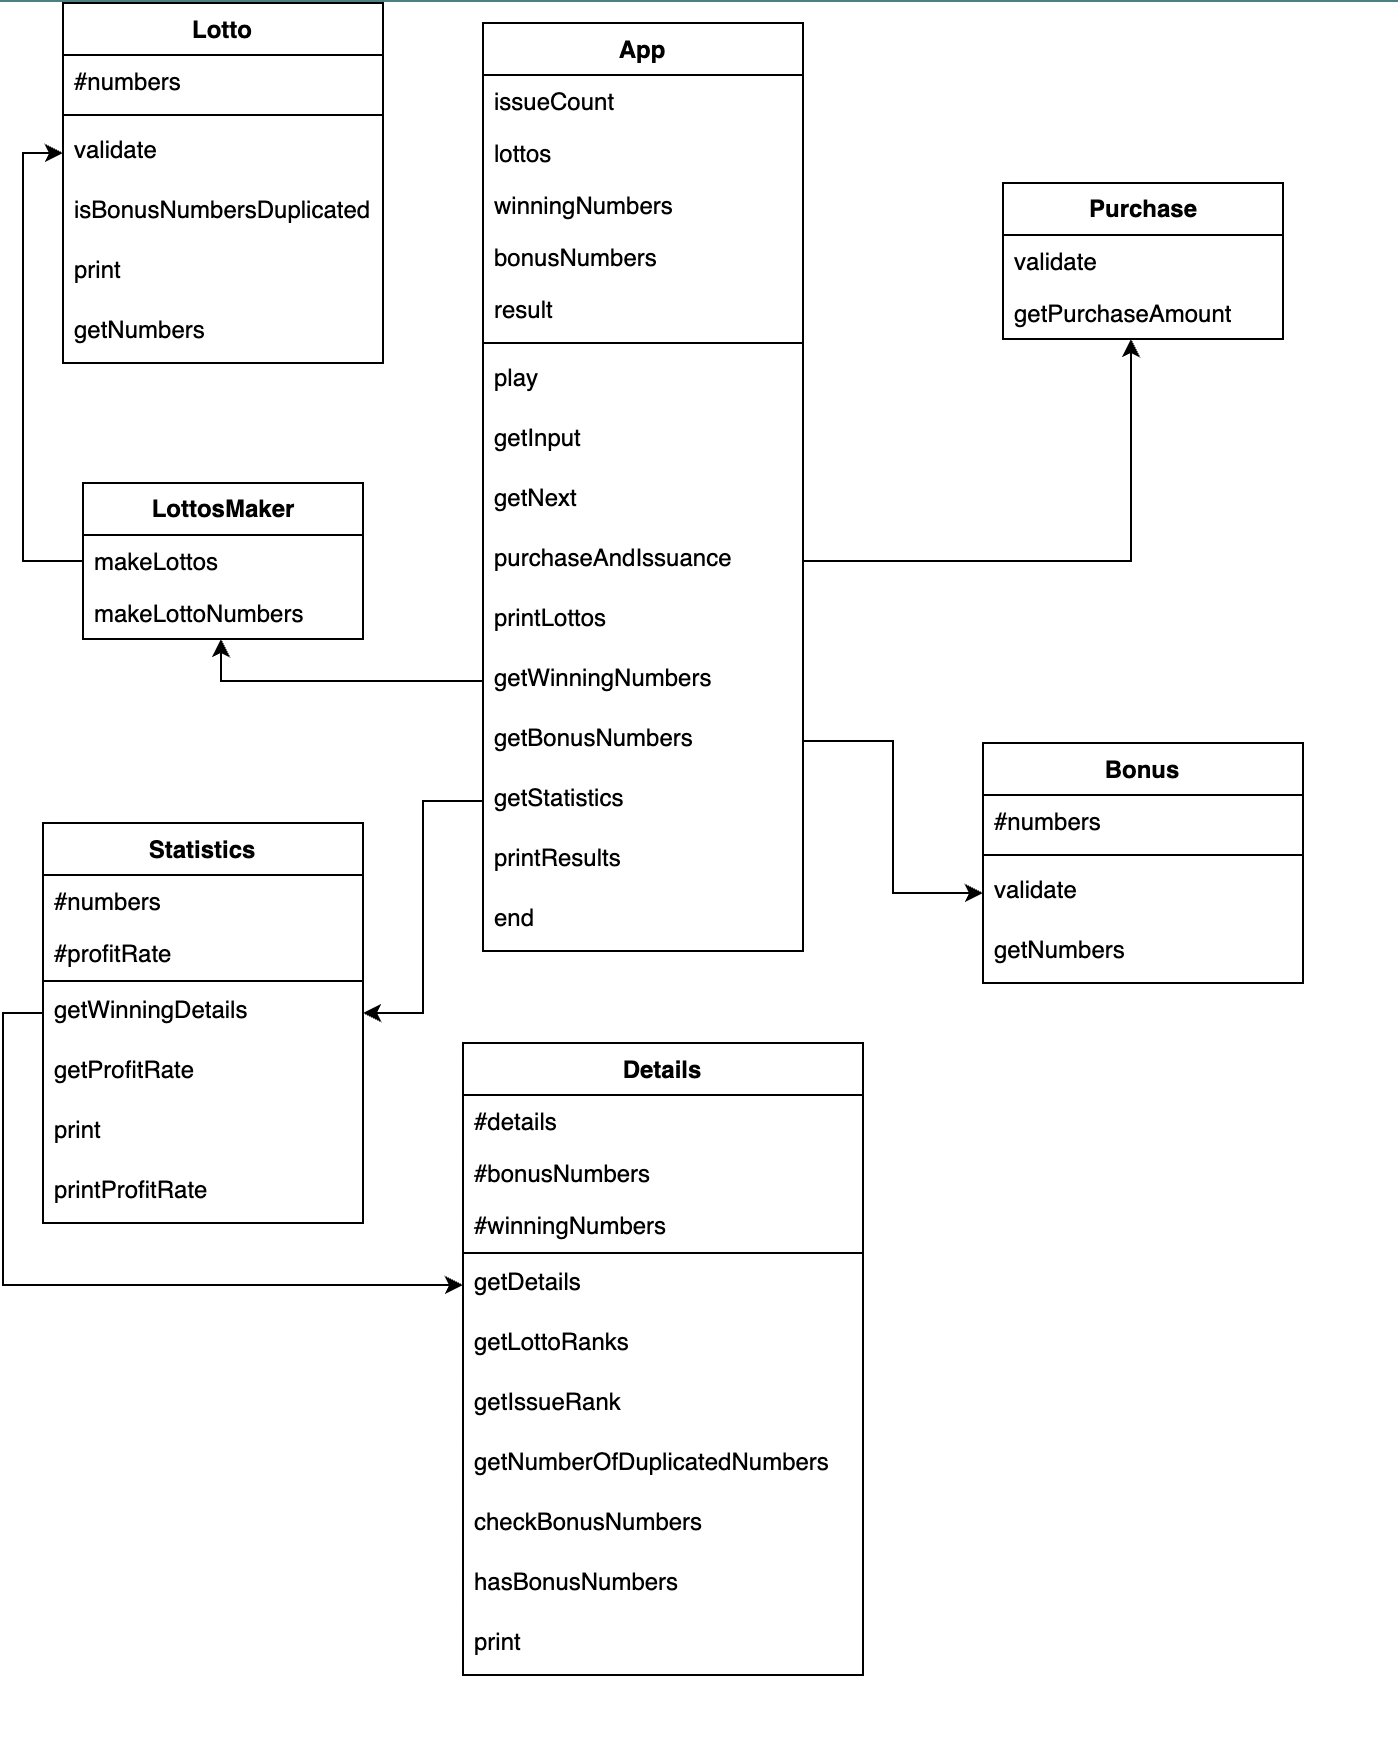 Lotto
#numbers
validate
isBonusNumbersDuplicated
print
getNumbers
App
issueCount
lottos
winningNumbers
bonusNumbers
result
play
getInput
getNext
purchaseAndIssuance
printLottos
getWinningNumbers
getBonusNumbers
getStatistics
printResults
end
Purchase
validate
getPurchaseAmount
LottosMaker
makeLottos
makeLottoNumbers
Bonus
#numbers
validate
getNumbers
Statistics
#numbers
#profitRate
getWinningDetails
getProfitRate
print
printProfitRate
Details
#details
#bonusNumbers
#winningNumbers
getDetails
getLottoRanks
getIssueRank
getNumberOfDuplicatedNumbers
checkBonusNumbers
hasBonusNumbers
print